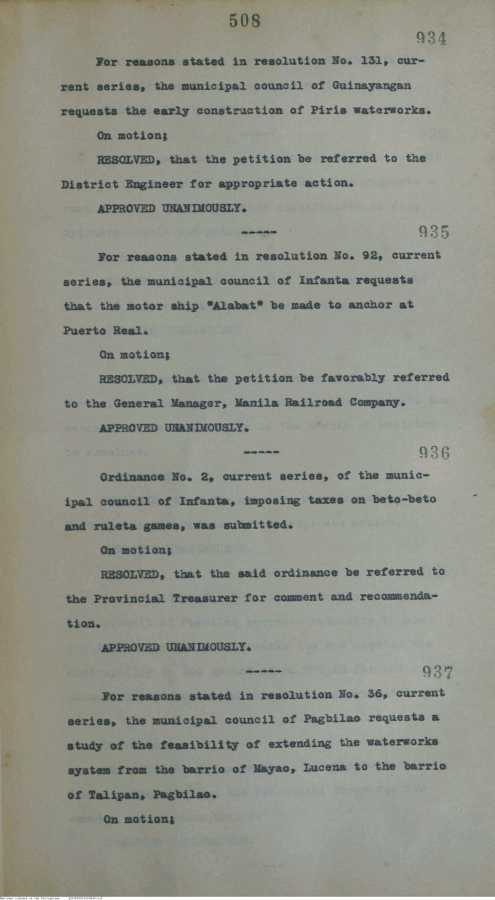 508
934
For reasons stated in resolution No. 131, cur-
rent series, the municipal council of Guinayangan
requests the early construction of Piris waterworks.
On motion;
RESOLVED, that the petition be referred to the
District Engineer for appropriate action.
APPROVED UNANIMOUSLY.
-----
935
For reasons stated in resolution No. 92, current
series, the municipal council of Infanta requests
that the motor ship "Alabat" be made to anchor at
Puerto Real.
On motion;
RESOLVED, that the petition be favorably referred
to the General Manager, Manila Railroad Company.
APPROVED UNANIMOUSLY.
-----
936
Ordinance No. 2, current series, of the munic-
ipal council of Infanta, imposing taxes on beto-beto
and ruleta games, was submitted.
On motion;
RESOLVED, that the said ordinance be referred to
the Provincial Treasurer for comment and recommenda-
tion.
APPROVED UNANIMOUSLY.
-----
937
For reasons stated in resolution No. 36, current
series, the municipal council of Pagbilao requests a
study of the feasibility of extending the waterworks
system from the barrio of Mayao, Lucena to the barrio
of Talipan, Pagbilao.
On motion;